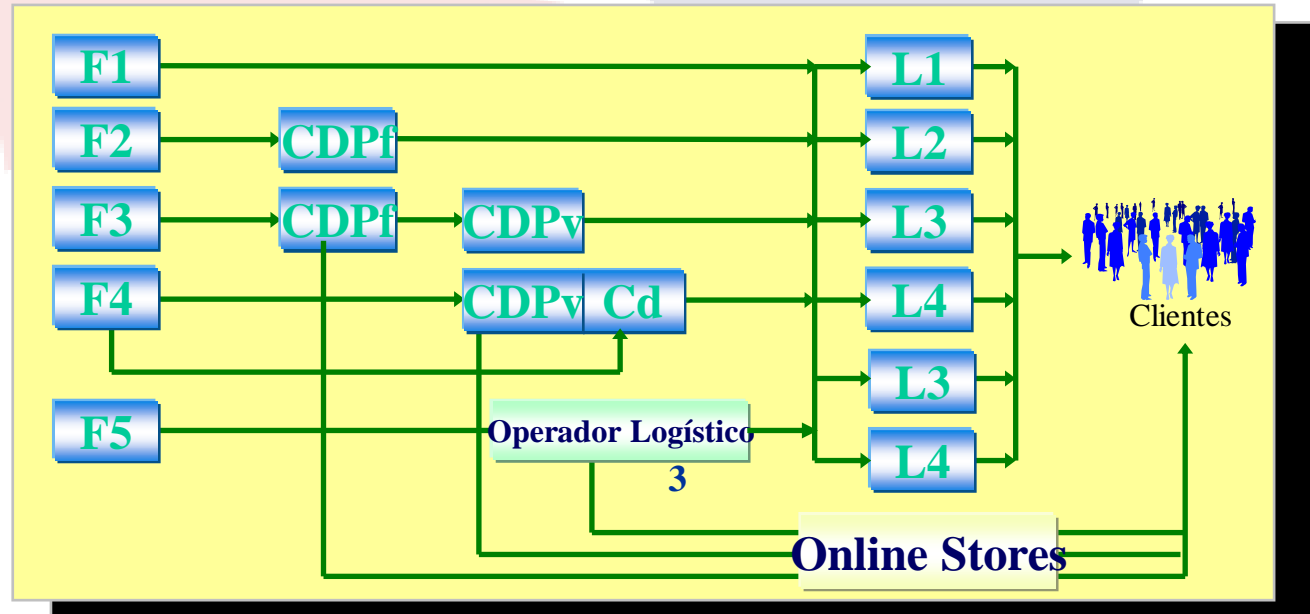 F1
L1
F2
CDPf
L2
F3
CDPf
CDPv
L3
F4
CDPv
Cd
L4
Clientes
L3
F5
Operador Logístico
3
L4
Online Stores